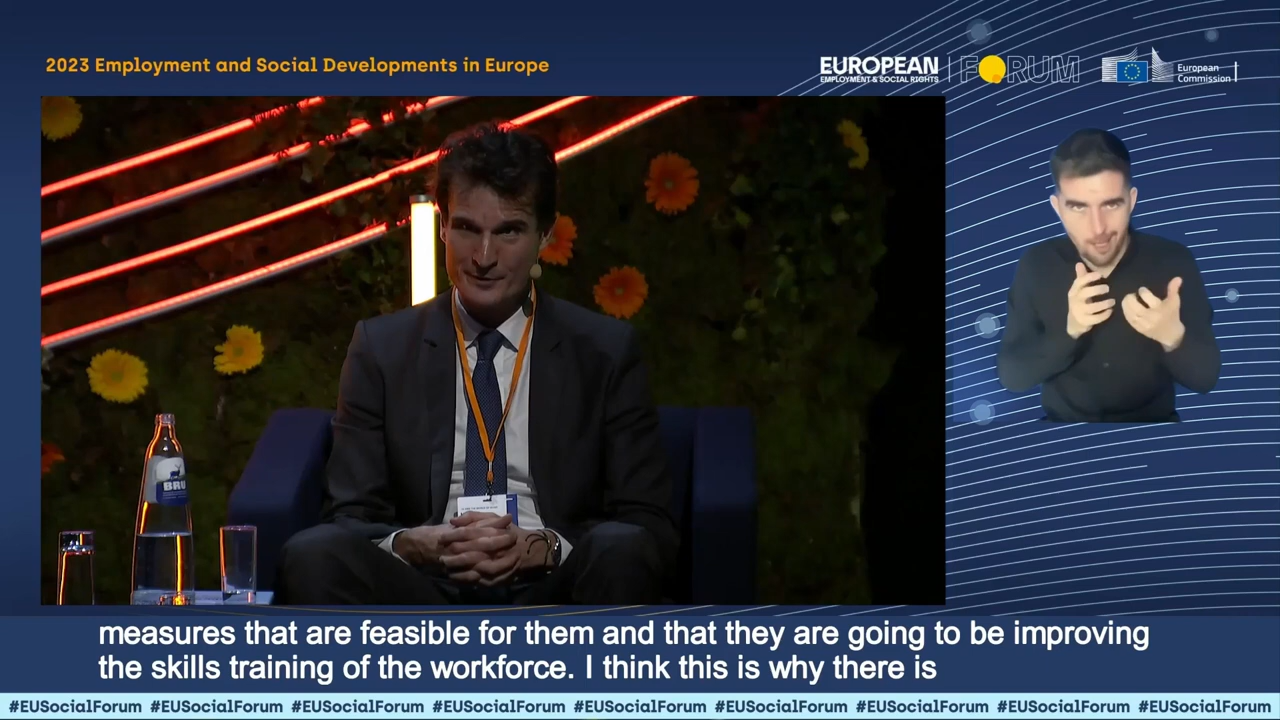 2023 Employment and Social Developments in Europe
EUROPEAN
EMPLOYMENT & SOCIAL RIGHTS
FORUM
European
Commission
BRU
measures that are feasible for them and that they are going to be improving
the skills training of the workforce. I think this is why there is
#EUSocialForum #EUSocialForum #EUSocialForum #EUSocialForum #EUSocialForum #EUSocialForum #EUSocialForum #EUSocialForum #EUSocialForum